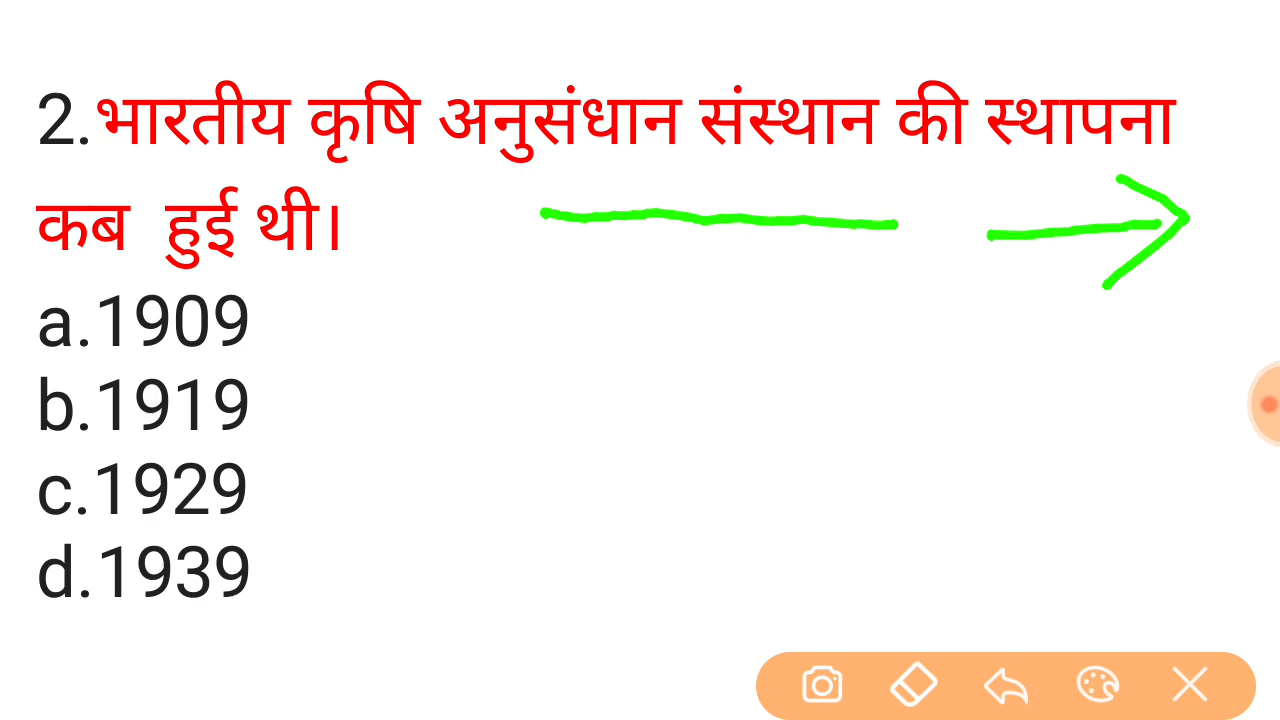 2.भारतीय कृषि अनुसंधान संस्थान की स्थापना
कब हुई थी।
a.1909
b.1919
c.1929
d.1939